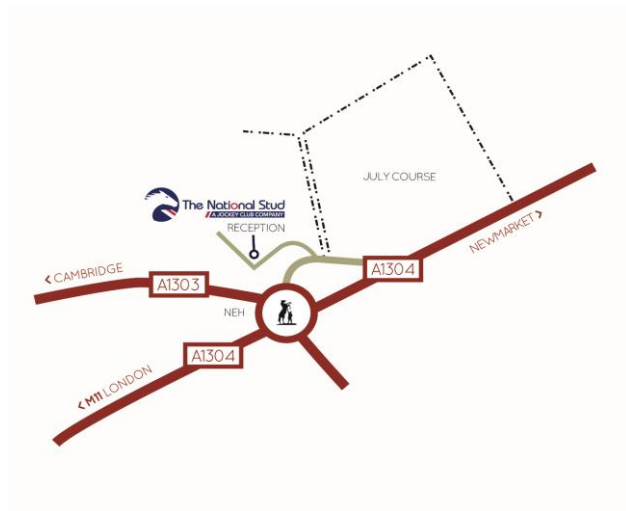 JULY COURSE
The National Stud
A JOCKEY CLUB COMPANY
RECEPTION
NEWMARKET >
< CAMBRIDGE
A1304
A1303
NEH
A1304
< M11 LONDON